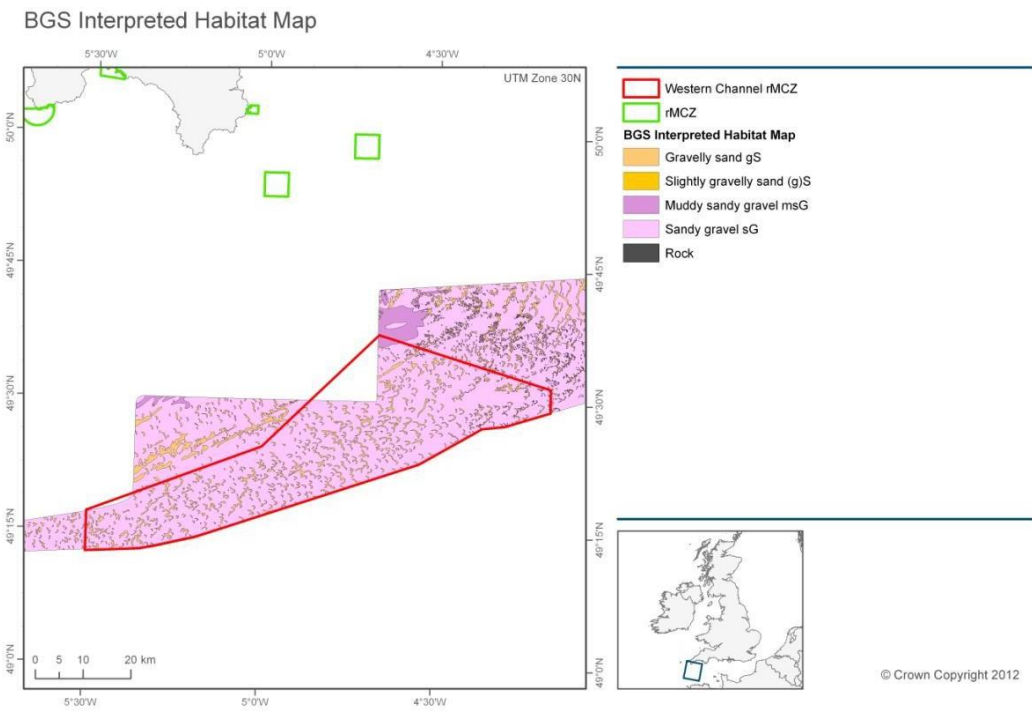 BGS Interpreted Habitat Map
5°30'W 5°0'W 4°30'W
UTM Zone 30N
50°0'N 50°0'N
49°45'N 49°45'N
49°30'N 49°30'N
49°15'N 49°15'N
49°0'N 49°0'N
0 5 10 20 km
5°30'W 5°0'W 4°30'W
Western Channel rMCZ
rMCZ
BGS Interpreted Habitat Map
Gravelly sand gS
Slightly gravelly sand (g)S
Muddy sandy gravel msG
Sandy gravel sG
Rock
© Crown Copyright 2012